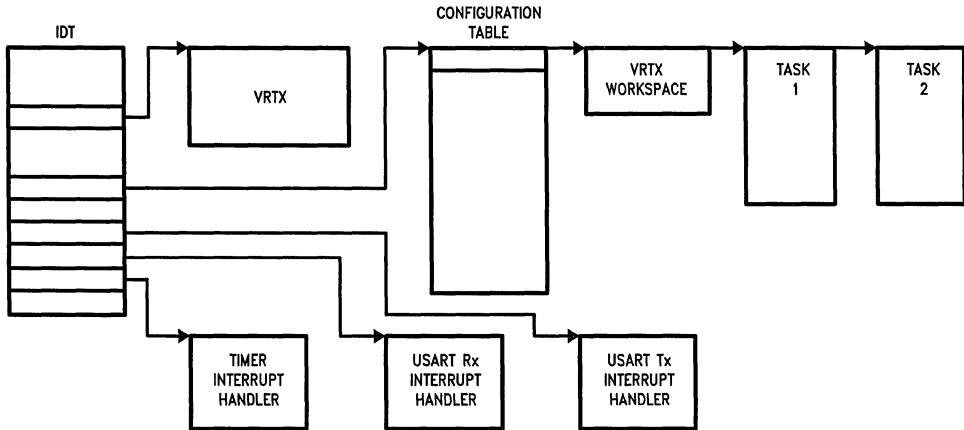 IDT
CONFIGURATION
TABLE
VRTX
VRTX
WORKSPACE
TASK
1
TASK
2
TIMER
INTERRUPT
HANDLER
USART Rx
INTERRUPT
HANDLER
USART Tx
INTERRUPT
HANDLER